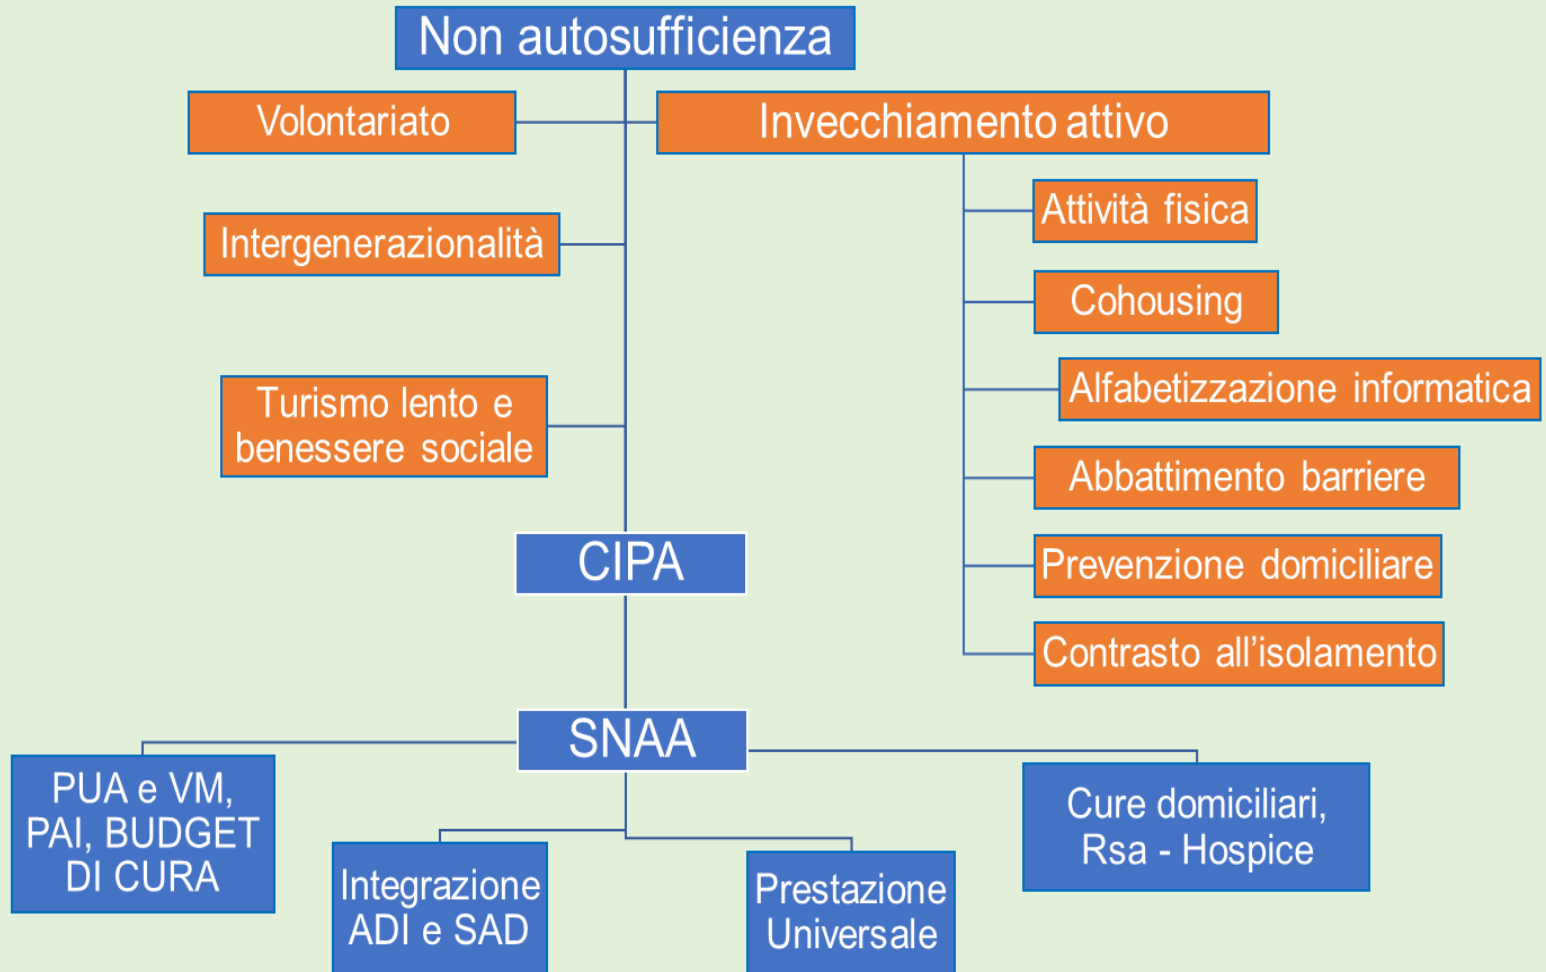 Non autosufficienza
Volontariato
Invecchiamento attivo
Attività fisica
Intergenerazionalità
Cohousing
Alfabetizzazione informatica
Turismo lento e
benessere sociale
Abbattimento barriere
CIPA
Prevenzione domiciliare
Contrasto all'isolamento
SNAA
PUA e VM,
PAI, BUDGET
DI CURA
Integrazione
ADI e SAD
Prestazione
Universale
Cure domiciliari,
Rsa - Hospice